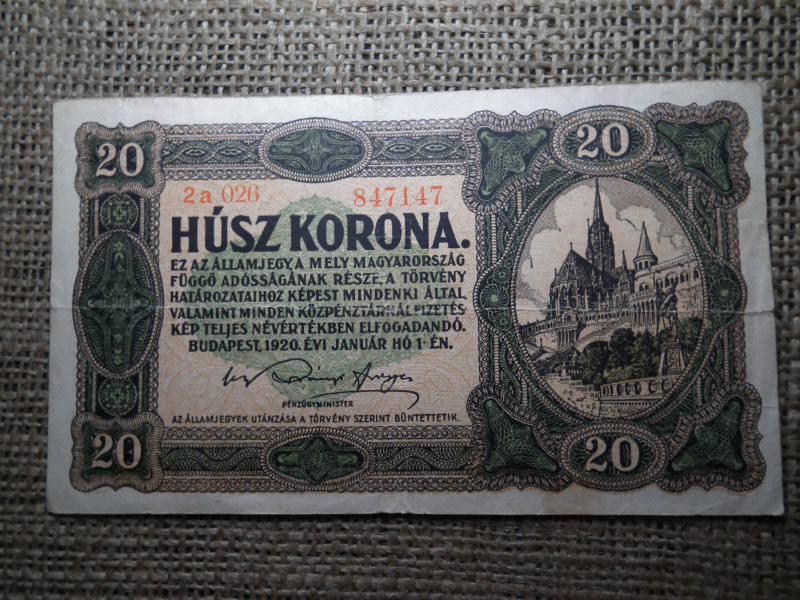 20
20
2a 026 847147
HÚSZ KORONA.
EZ AZ ÁLLAMJEGY, A MELY MAGYARORSZÁG
FÜGGŐ ADÓSSÁGÁNAK RÉSZE, A TÖRVÉNY
HATÁROZATAIHOZ KÉPEST MINDENKI ÁLTAL,
VALAMINT MINDEN KÖZPÉNZTÁRNÁL FIZETÉS
KÉP TELJES NÉVÉRTÉKBEN ELFOGADANDÓ.
BUDAPEST, 1920. ÉVI JANUÁR HÓ 1-ÉN.
PÉNZÜGYMINISTER
AZ ÁLLAMJEGYEK UTÁNZÁSA A TÖRVÉNY SZERINT BÜNTETTETIK.
20
20